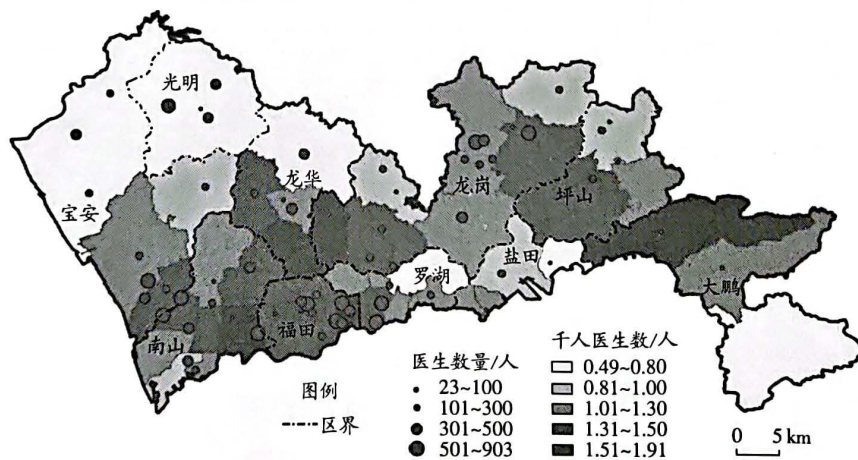 光明
龙华
宝安
龙岗
坪山
罗湖
盐田
大鹏
南山
福田
图例
区界
医生数量/人
23~100
101~300
301~500
501~903
千人医生数/人
0.49~0.80
0.81~1.00
1.01~1.30
1.31~1.50
1.51~1.91
0 5 km